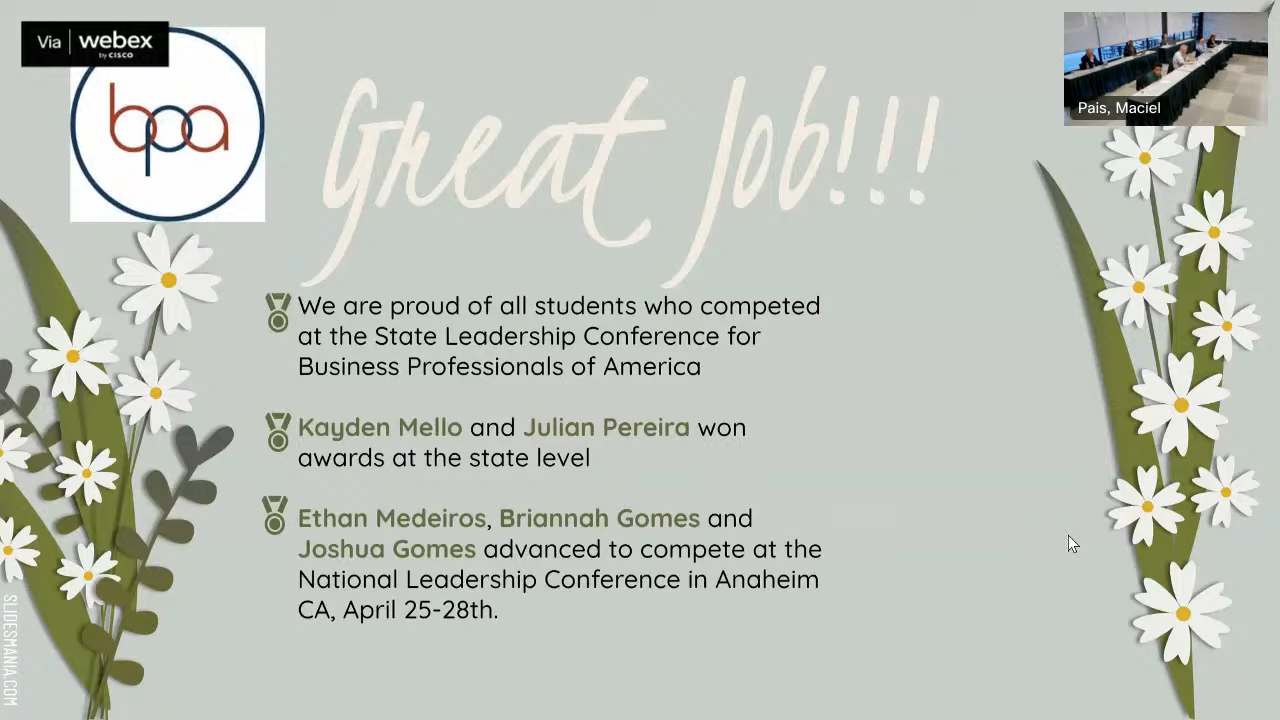 Via | webex
by CISCO
bpa
Great Job!!!
Pais, Maciel
We are proud of all students who competed
at the State Leadership Conference for
Business Professionals of America
Kayden Mello and Julian Pereira won
awards at the state level
Ethan Medeiros, Briannah Gomes and
Joshua Gomes advanced to compete at the
National Leadership Conference in Anaheim
CA, April 25-28th.
SLIDESMANIA.COM